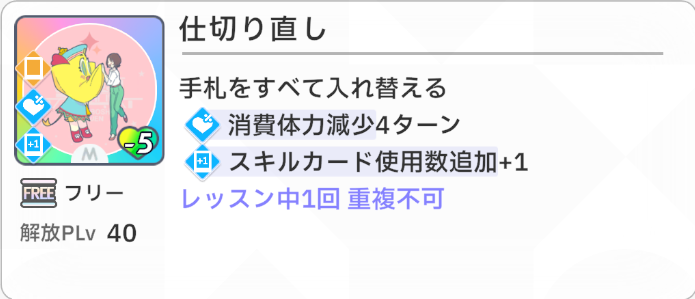 仕切り直し
手札をすべて入れ替える
消費体力減少4ターン
+1 スキルカード使用数追加+1
レッスン中1回 重複不可
+1
-5
M
FREE フリー
解放PLv 40